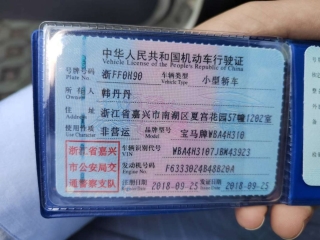 中华人民共和国机动车行驶证
Vehicle License of the People's Republic of China
号牌号码 浙FF0H90 车辆类型 小型轿车
Plate No. Vehicle Type
所有人 韩丹丹
Owner
住址 浙江省嘉兴市南湖区夏宫花园57幢1202室
Address
使用性质 非营运 品牌型号 宝马牌WBA4H310
Use Character Model
浙江省嘉兴 车辆识别代号 WBA4H3107JBM43923
VIN
市公安局交 发动机号码 F6333024B48B20A
Engine No.
通警察支队 注册日期 2018-09-25 发证日期 2018-09-25
Register Date Issue Date